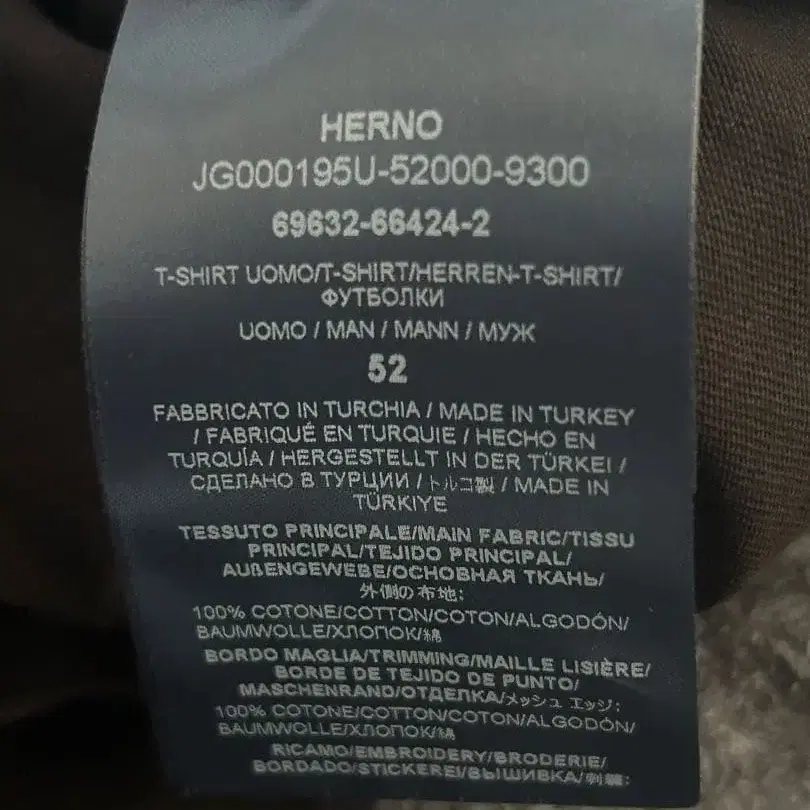 HERNO
JG000195U-52000-9300
69632-66424-2
T-SHIRT UOMO/T-SHIRT/HERREN-T-SHIRT/
ФУТБОЛКИ
UOMO / MAN / MANN / МУЖ
52
FABBRICATO IN TURCHIA / MADE IN TURKEY
/ FABRIQUÉ EN TURQUIE / HECHO EN
TURQUÍA / HERGESTELLT IN DER TÜRKEI /
СДЕЛАНО В ТУРЦИИ / トルコ製 / MADE IN
TÜRKIYE
TESSUTO PRINCIPALE/MAIN FABRIC/TISSU
PRINCIPAL/TEJIDO PRINCIPAL/
AUßENGEWEBE/ОСНОВНАЯ ТКАНЬ/
外側の布地:
100% COTONE/COTTON/COTON/ALGODÓN/
BAUMWOLLE/ХЛОПОК/綿
BORDO MAGLIA/TRIMMING/MAILLE LISIÈRE/
BORDE DE TEJIDO DE PUNTO/
MASCHENRAND/ОТДЕЛКА/メッシュ エッジ:
100% COTONE/COTTON/COTON/ALGODÓN/
BAUMWOLLE/ХЛОПОК/綿
RICAMO/EMBROIDERY/BRODERIE/
BORDADO/STICKEREI/ВЫШИВКА/刺繍: